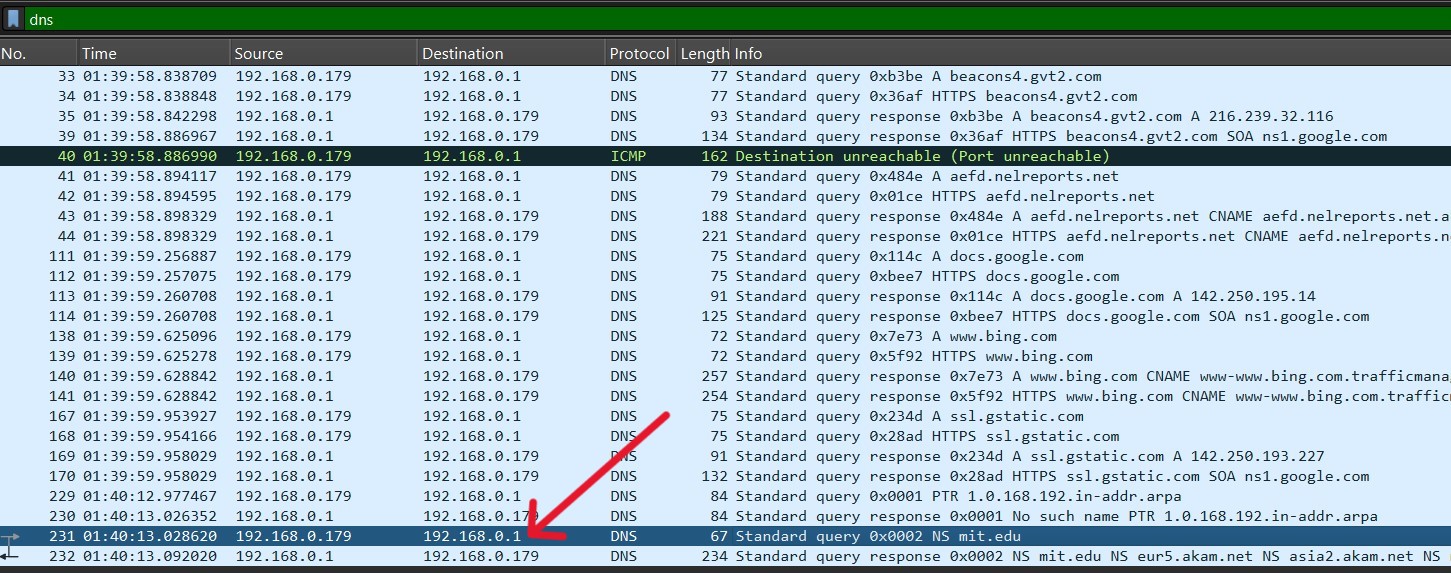 dns
No. Time Source Destination Protocol Length Info
33 01:39:58.838709 192.168.0.179 192.168.0.1 DNS 77 Standard query 0xb3be A beacons4.gvt2.com
34 01:39:58.838848 192.168.0.179 192.168.0.1 DNS 77 Standard query 0x36af HTTPS beacons4.gvt2.com
35 01:39:58.842298 192.168.0.1 192.168.0.179 DNS 93 Standard query response 0xb3be A beacons4.gvt2.com A 216.239.32.116
39 01:39:58.886967 192.168.0.1 192.168.0.179 DNS 134 Standard query response 0x36af HTTPS beacons4.gvt2.com SOA ns1.google.com
40 01:39:58.886990 192.168.0.179 192.168.0.1 ICMP 162 Destination unreachable (Port unreachable)
41 01:39:58.894117 192.168.0.179 192.168.0.1 DNS 79 Standard query 0x484e A aefd.nelreports.net
42 01:39:58.894595 192.168.0.179 192.168.0.1 DNS 79 Standard query 0x01ce HTTPS aefd.nelreports.net
43 01:39:58.898329 192.168.0.1 192.168.0.179 DNS 188 Standard query response 0x484e A aefd.nelreports.net CNAME aefd.nelreports.net.a
44 01:39:58.898329 192.168.0.1 192.168.0.179 DNS 221 Standard query response 0x01ce HTTPS aefd.nelreports.net CNAME aefd.nelreports.n
111 01:39:59.256887 192.168.0.179 192.168.0.1 DNS 75 Standard query 0x114c A docs.google.com
112 01:39:59.257075 192.168.0.179 192.168.0.1 DNS 75 Standard query 0xbee7 HTTPS docs.google.com
113 01:39:59.260708 192.168.0.1 192.168.0.179 DNS 91 Standard query response 0x114c A docs.google.com A 142.250.195.14
114 01:39:59.260708 192.168.0.1 192.168.0.179 DNS 125 Standard query response 0xbee7 HTTPS docs.google.com SOA ns1.google.com
138 01:39:59.625096 192.168.0.179 192.168.0.1 DNS 72 Standard query 0x7e73 A www.bing.com
139 01:39:59.625278 192.168.0.179 192.168.0.1 DNS 72 Standard query 0x5f92 HTTPS www.bing.com
140 01:39:59.628842 192.168.0.1 192.168.0.179 DNS 257 Standard query response 0x7e73 A www.bing.com CNAME www-www.bing.com.trafficmana
141 01:39:59.628842 192.168.0.1 192.168.0.179 DNS 254 Standard query response 0x5f92 HTTPS www.bing.com CNAME www-www.bing.com.traffic
167 01:39:59.953927 192.168.0.179 192.168.0.1 DNS 75 Standard query 0x234d A ssl.gstatic.com
168 01:39:59.954166 192.168.0.179 192.168.0.1 DNS 75 Standard query 0x28ad HTTPS ssl.gstatic.com
169 01:39:59.958029 192.168.0.1 192.168.0.179 DNS 91 Standard query response 0x234d A ssl.gstatic.com A 142.250.193.227
170 01:39:59.958029 192.168.0.1 192.168.0.179 DNS 132 Standard query response 0x28ad HTTPS ssl.gstatic.com SOA ns1.google.com
229 01:40:12.977467 192.168.0.179 192.168.0.1 DNS 84 Standard query 0x0001 PTR 1.0.168.192.in-addr.arpa
230 01:40:13.026352 192.168.0.1 192.168.0.179 DNS 84 Standard query response 0x0001 No such name PTR 1.0.168.192.in-addr.arpa
231 01:40:13.028620 192.168.0.179 192.168.0.1 DNS 67 Standard query 0x0002 NS mit.edu
232 01:40:13.092020 192.168.0.1 192.168.0.179 DNS 234 Standard query response 0x0002 NS mit.edu NS eur5.akam.net NS asia2.akam.net NS